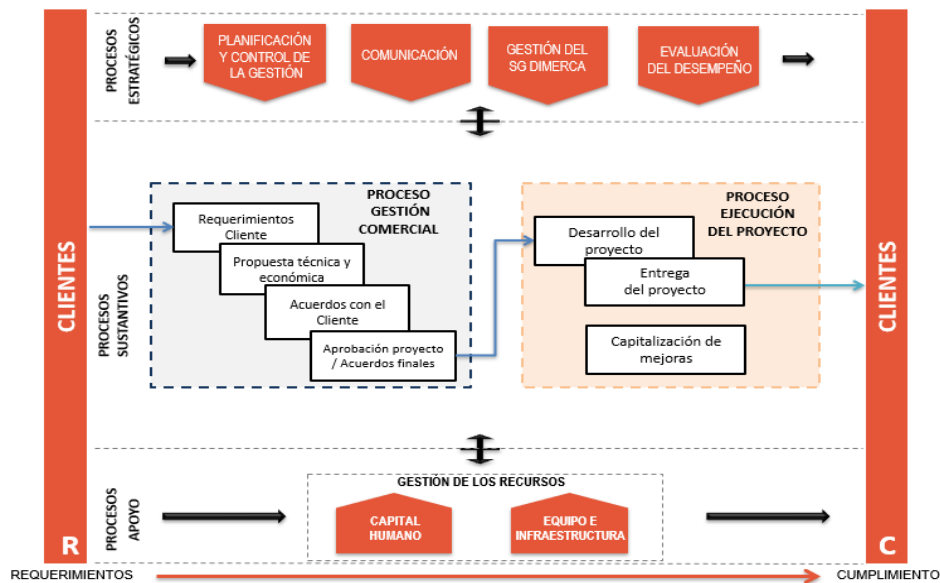 PROCESOS
ESTRATÉGICOS
PLANIFICACIÓN
Y CONTROL DE
LA GESTIÓN
COMUNICACIÓN
GESTIÓN DEL
SG DIMERCA
EVALUACIÓN
DEL DESEMPEÑO
CLIENTES
PROCESOS
SUSTANTIVOS
PROCESO
GESTIÓN
COMERCIAL
Requerimientos
Cliente
Propuesta técnica y
económica
Acuerdos con el
Cliente
Aprobación proyecto
/ Acuerdos finales
PROCESO
EJECUCIÓN
DEL PROYECTO
Desarrollo del
proyecto
Entrega
del proyecto
Capitalización de
mejoras
CLIENTES
PROCESOS
APOYO
GESTIÓN DE LOS RECURSOS
CAPITAL
HUMANO
EQUIPO E
INFRAESTRUCTURA
R
C
REQUERIMIENTOS
CUMPLIMIENTO